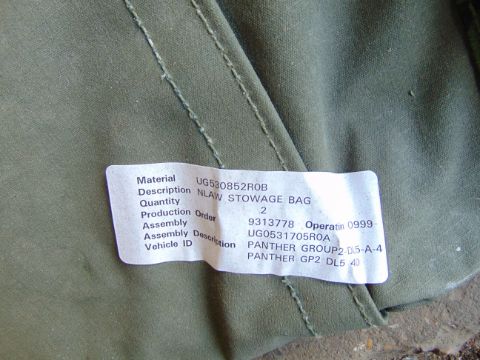 Material UG530852R0B
Description NLAW STOWAGE BAG
Quantity 2
Production Order 9313778 Operatin 0999-
Assembly UG0531705R0A
Assembly Description PANTHER GROUP2-DL5-A-4
Vehicle ID PANTHER GP2 DL5 40